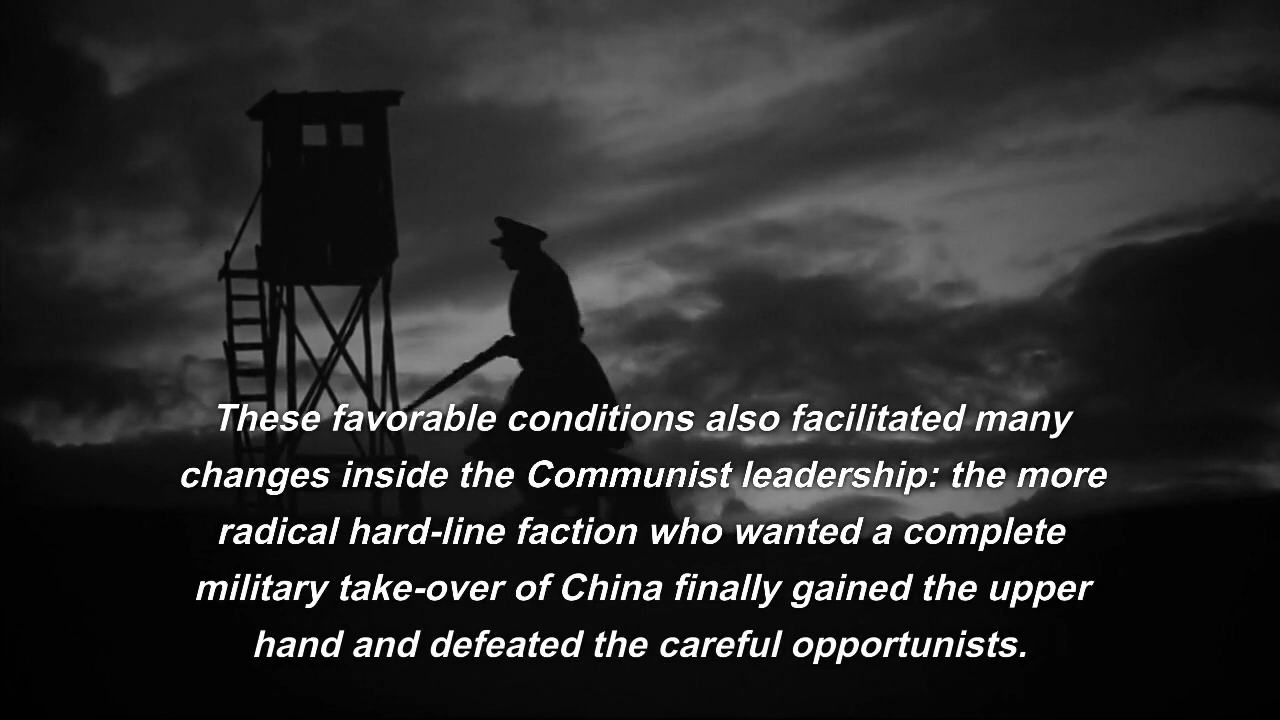 These favorable conditions also facilitated many
changes inside the Communist leadership: the more
radical hard-line faction who wanted a complete
military take-over of China finally gained the upper
hand and defeated the careful opportunists.